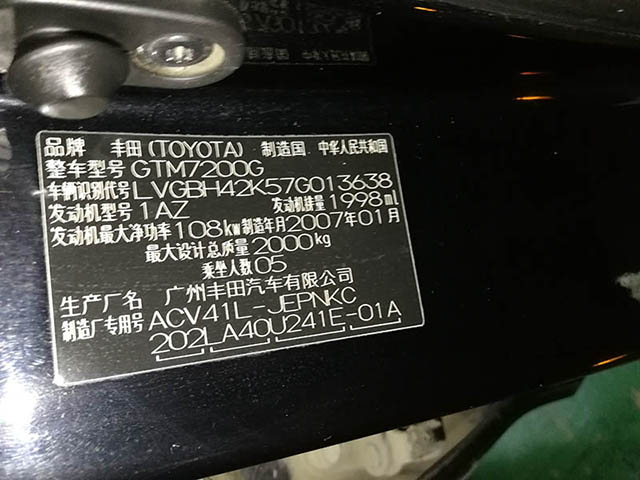 品牌 丰田(TOYOTA) 制造国 中华人民共和国
整车型号 GTM7200G
车辆识别代号 LVGBH42K57G013638
发动机型号 1AZ 发动机排量 1998 ml
发动机最大净功率 108kw 制造年月 2007年01月
最大设计总质量 2000kg
乘坐人数 05
生产厂名 广州丰田汽车有限公司
制造厂专用号 ACV41L-JEPNKC
202LA40U241E-01A